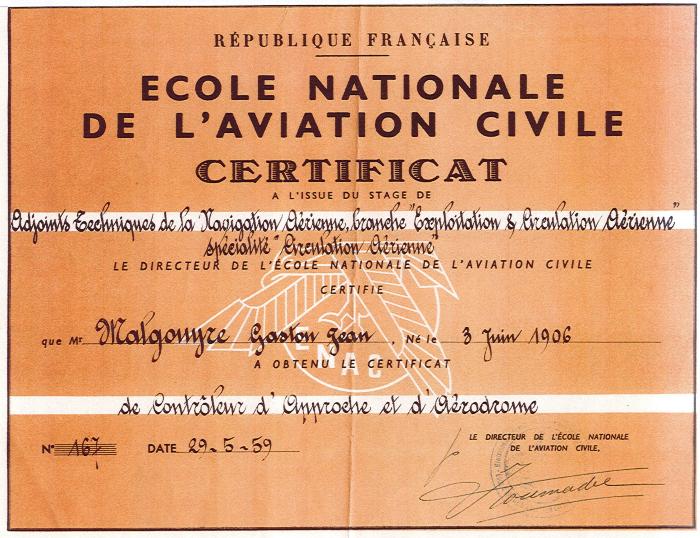 RÉPUBLIQUE FRANÇAISE
ECOLE NATIONALE
DE L'AVIATION CIVILE
CERTIFICAT
A L'ISSUE DU STAGE DE
Adjoints Techniques de la Navigation Aérienne, branche "Exploitation & Circulation Aérienne"
spécialité "Circulation Aérienne"
LE DIRECTEUR DE L'ÉCOLE NATIONALE DE L'AVIATION CIVILE
CERTIFIE
que Mr Malgouyre Gaston Jean, Né le 3 Juin 1906
ENAC
A OBTENU LE CERTIFICAT
de Contrôleur d'Approche et d'Aérodrome
No 167 DATE 29-5-59
LE DIRECTEUR DE L'ÉCOLE NATIONALE
DE L'AVIATION CIVILE,